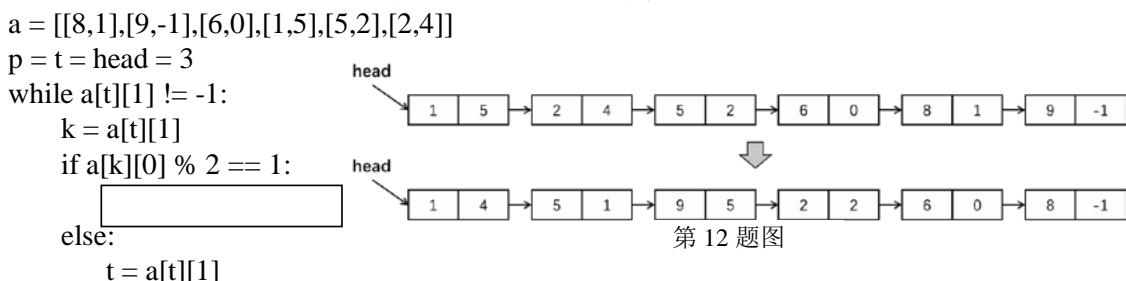 a = [[8,1],[9,-1],[6,0],[1,5],[5,2],[2,4]]
p = t = head = 3
while a[t][1] != -1:
k = a[t][1]
if a[k][0] % 2 == 1:
else:
t = a[t][1]
head
1 5 2 4 5 2 6 0 8 1 9 -1
head
1 4 5 1 9 5 2 2 6 0 8 -1
第 12 题图